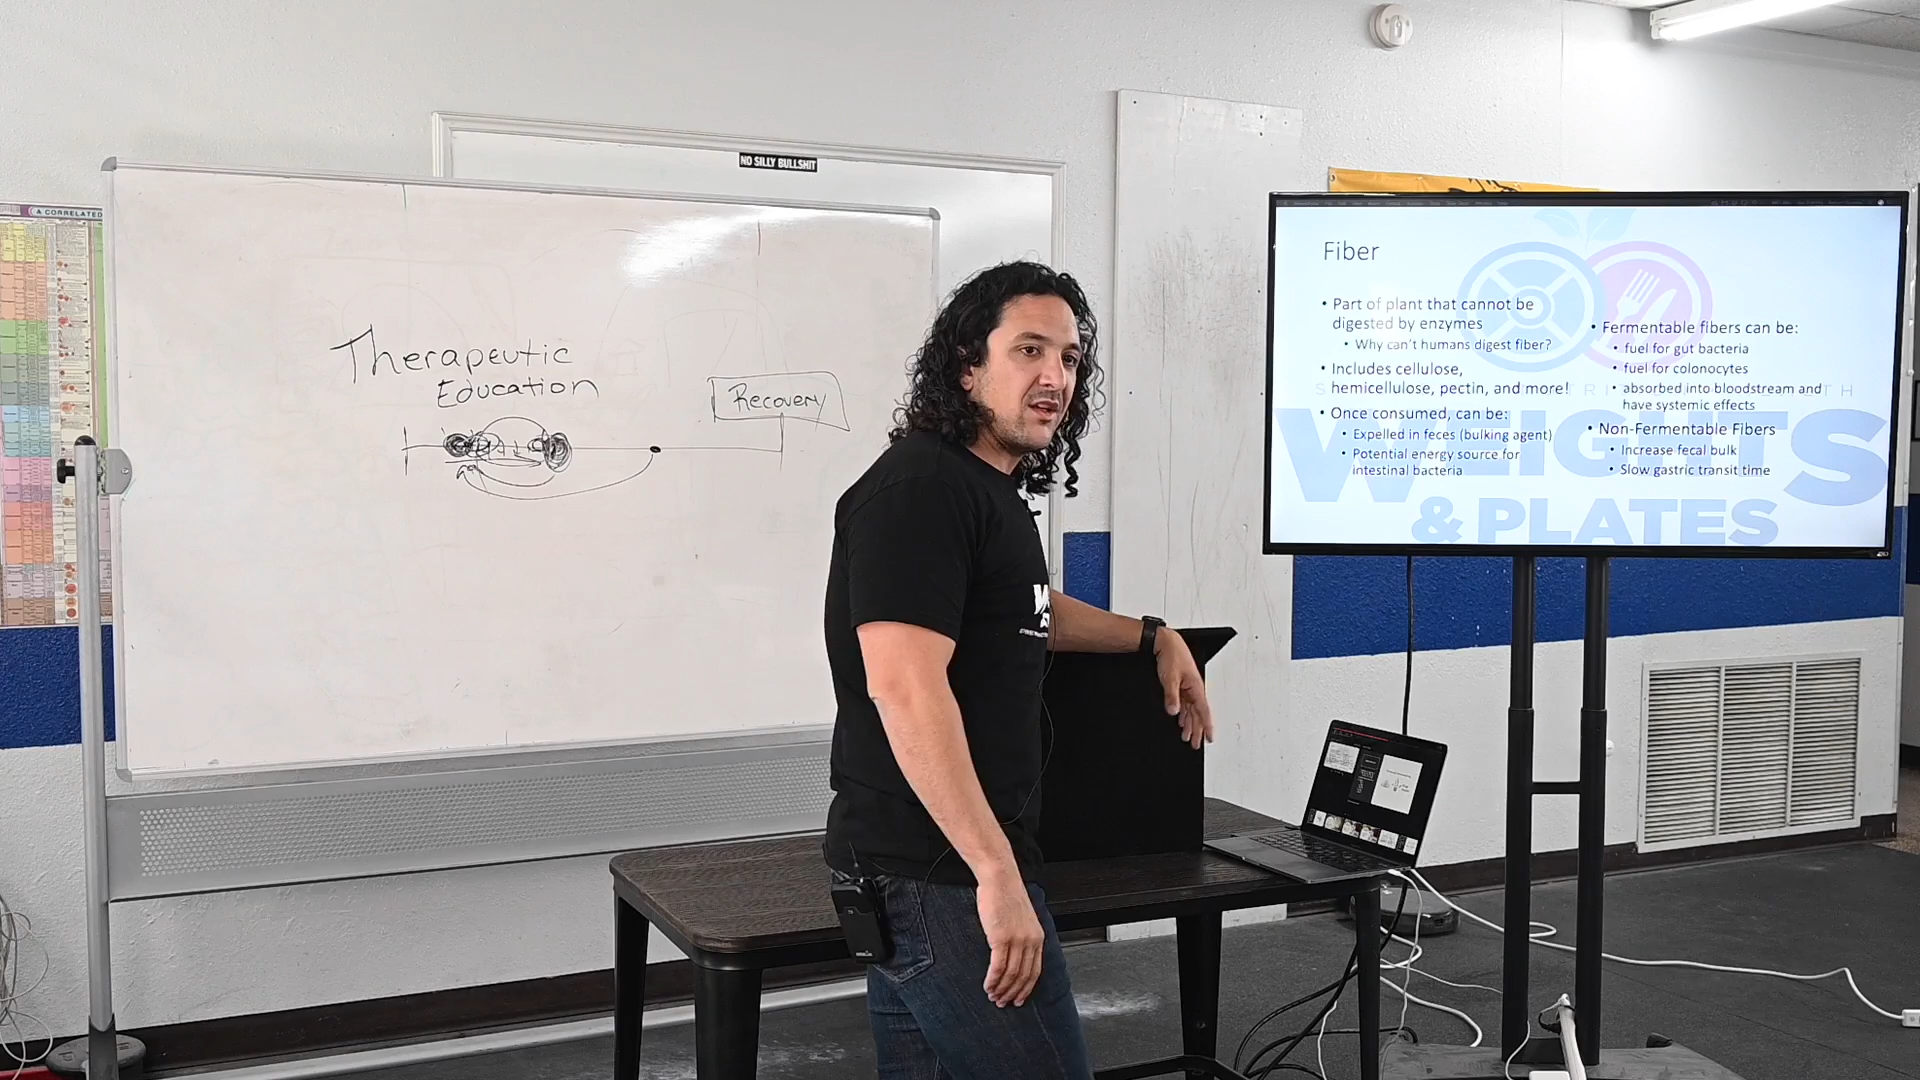 NO SILLY BULLSHIT
A CORRELATED
Therapeutic
Education
Recovery
Fiber
• Part of plant that cannot be
digested by enzymes
• Why can't humans digest fiber?
• Includes cellulose,
hemicellulose, pectin, and more!
• Once consumed, can be:
• Expelled in feces (bulking agent)
• Potential energy source for
intestinal bacteria
• Fermentable fibers can be:
• fuel for gut bacteria
• fuel for colonocytes
• absorbed into bloodstream and
have systemic effects
• Non-Fermentable Fibers
• Increase fecal bulk
• Slow gastric transit time
WEIGHTS
& PLATES